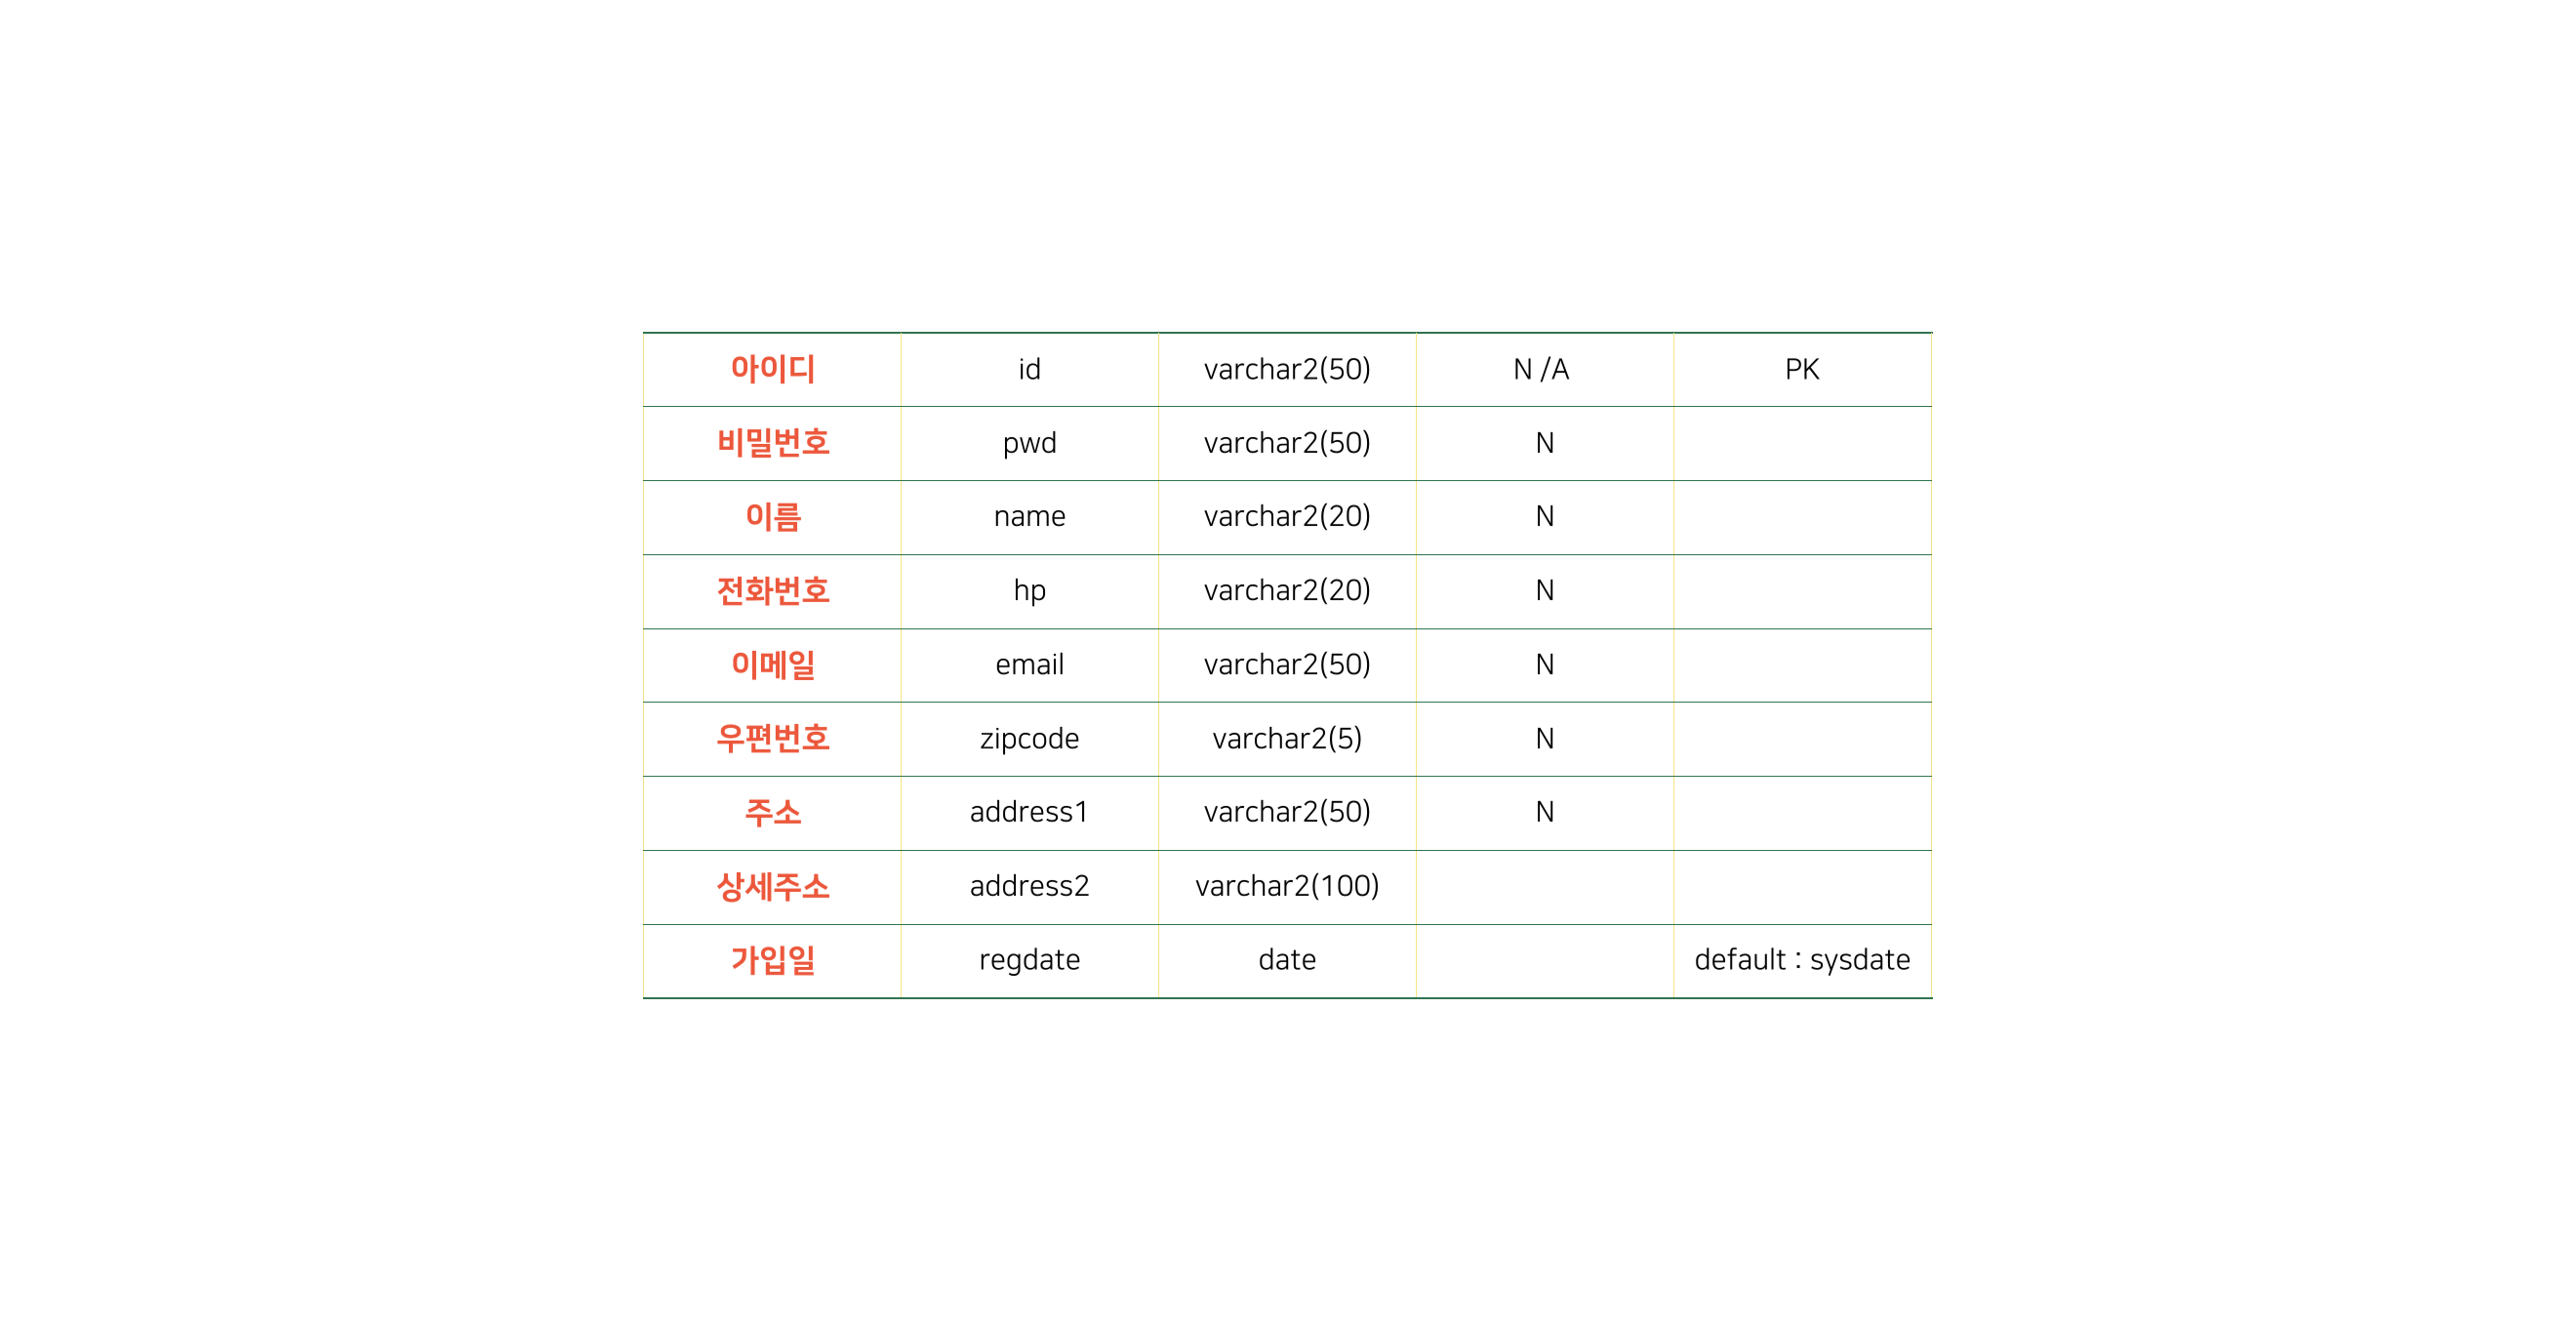 아이디 id varchar2(50) N /A PK
비밀번호 pwd varchar2(50) N
이름 name varchar2(20) N
전화번호 hp varchar2(20) N
이메일 email varchar2(50) N
우편번호 zipcode varchar2(5) N
주소 address1 varchar2(50) N
상세주소 address2 varchar2(100)
가입일 regdate date default : sysdate